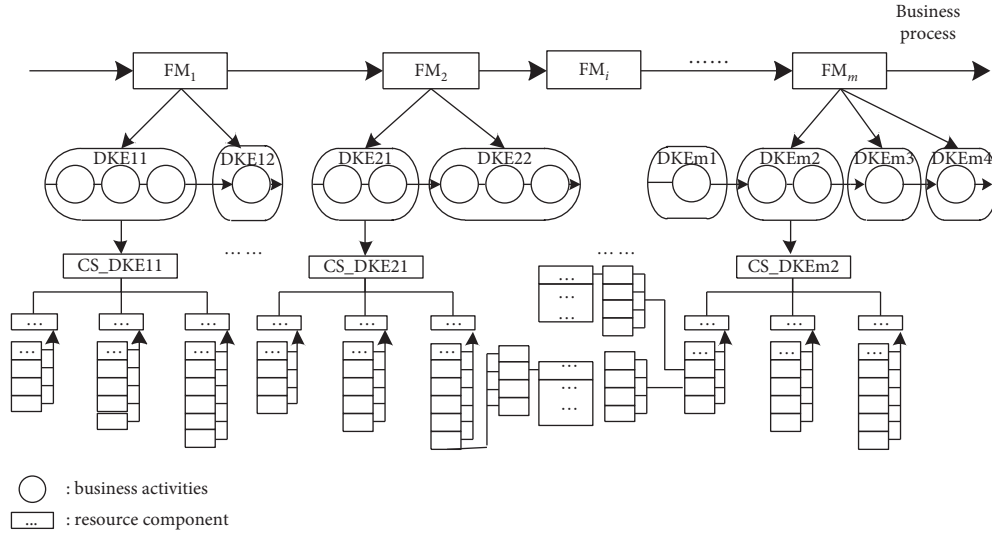 Business
process
FM1 FM2 FMi ...... FMm
DKE11 DKE12 DKE21 DKE22 DKEm1 DKEm2 DKEm3 DKEm4
... ... ... ...
CS_DKE11 CS_DKE21 CS_DKEm2
...
...
...
... ... ... ... ... ... ... ... ...
... ... ... ... ... ... ... ... ...
...
...
...
: business activities
... : resource component